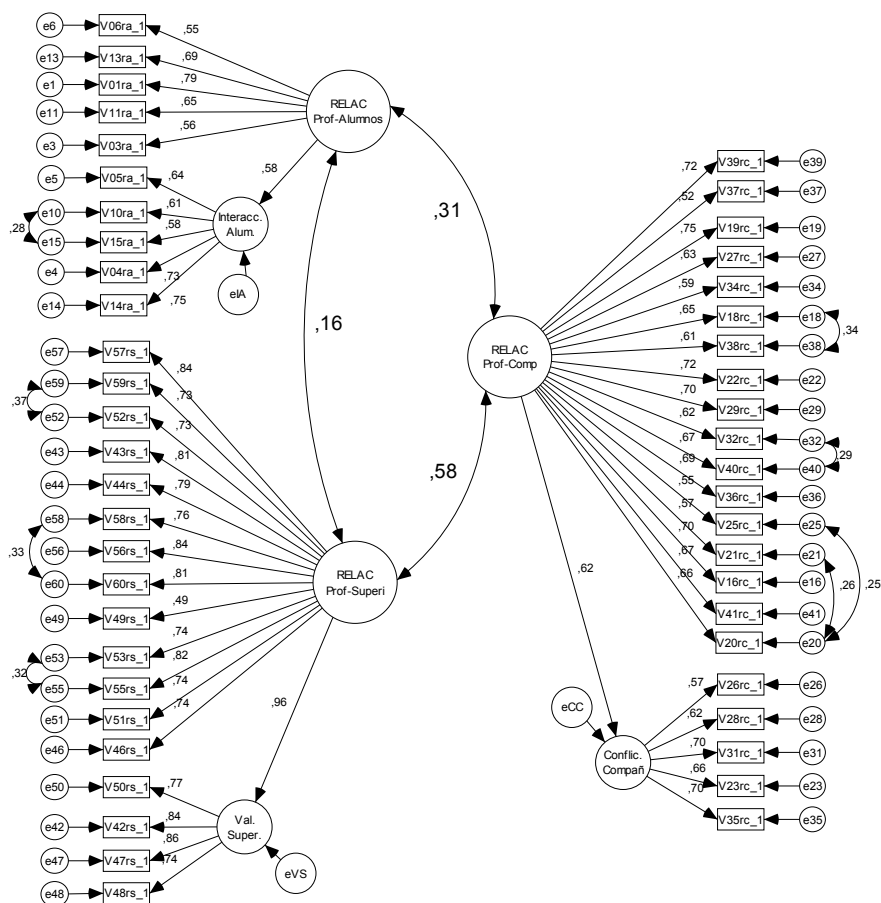 e6 V06ra_1 ,55
e13 V13ra_1 ,69
e1 V01ra_1 ,79
e11 V11ra_1 ,65
e3 V03ra_1 ,56
RELAC
Prof-Alumnos
,58
e5 V05ra_1 ,64
e10 V10ra_1 ,61
,28
e15 V15ra_1 ,58
e4 V04ra_1 ,73
e14 V14ra_1 ,75
Interacc.
Alum.
eIA
,31
,16
,58
e57 V57rs_1 ,84
e59 V59rs_1 ,73
,37
e52 V52rs_1 ,73
e43 V43rs_1 ,81
e44 V44rs_1 ,79
e58 V58rs_1 ,76
,33
e56 V56rs_1 ,84
e60 V60rs_1 ,81
e49 V49rs_1 ,49
e53 V53rs_1 ,74
,32
e55 V55rs_1 ,82
e51 V51rs_1 ,74
e46 V46rs_1 ,74
RELAC
Prof-Superi
,96
e50 V50rs_1 ,77
e42 V42rs_1 ,84
e47 V47rs_1 ,86
e48 V48rs_1 ,74
Val.
Super.
eVS
RELAC
Prof-Comp
,72 V39rc_1 e39
,52 V37rc_1 e37
,75 V19rc_1 e19
,63 V27rc_1 e27
,59 V34rc_1 e34
,65 V18rc_1 e18
,34
,61 V38rc_1 e38
,72 V22rc_1 e22
,70 V29rc_1 e29
,62 V32rc_1 e32
,29
,67 V40rc_1 e40
,69 V36rc_1 e36
,55 V25rc_1 e25
,57 V21rc_1 e21
,70 V16rc_1 e16
,26 ,25
,67 V41rc_1 e41
,66 V20rc_1 e20
,62
eCC
Conflic.
Compañ
,57 V26rc_1 e26
,62 V28rc_1 e28
,70 V31rc_1 e31
,66 V23rc_1 e23
,70 V35rc_1 e35